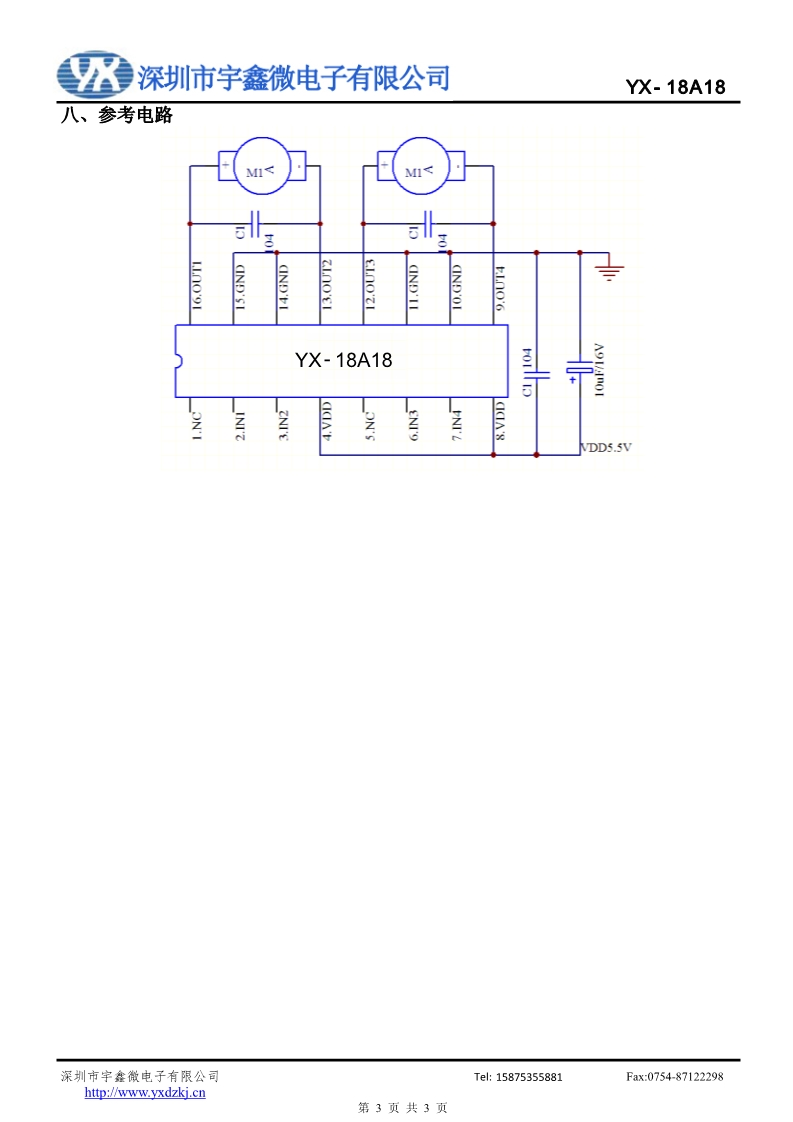 YX 深圳市宇鑫微电子有限公司
YX- 18A18
八、参考电路
+ M1 -
+ M1 -
C1
104
C1
104
16.OUT1
15.GND
14.GND
13.OUT2
12.OUT3
11.GND
10.GND
9.OUT4
YX- 18A18
C1 104
+
10uF/16V
1.NC
2.IN1
3.IN2
4.VDD
5.NC
6.IN3
7.IN4
8.VDD
VDD5.5V
深圳市宇鑫微电子有限公司 Tel: 15875355881 Fax:0754-87122298
http://www.yxdzkj.cn
第 3 页 共 3 页